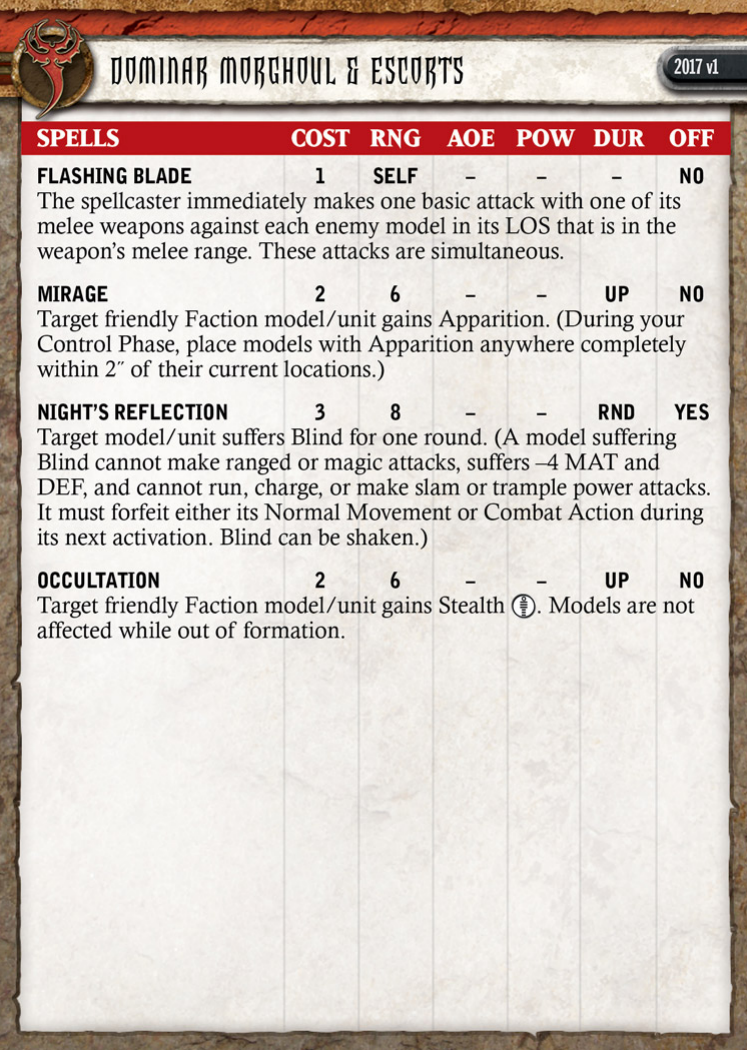 DOMINAR MORGHOUL & ESCORTS
2017 v1
SPELLS COST RNG AOE POW DUR OFF
FLASHING BLADE 1 SELF – – – NO
The spellcaster immediately makes one basic attack with one of its
melee weapons against each enemy model in its LOS that is in the
weapon's melee range. These attacks are simultaneous.
MIRAGE 2 6 – – UP NO
Target friendly Faction model/unit gains Apparition. (During your
Control Phase, place models with Apparition anywhere completely
within 2″ of their current locations.)
NIGHT'S REFLECTION 3 8 – – RND YES
Target model/unit suffers Blind for one round. (A model suffering
Blind cannot make ranged or magic attacks, suffers –4 MAT and
DEF, and cannot run, charge, or make slam or trample power attacks.
It must forfeit either its Normal Movement or Combat Action during
its next activation. Blind can be shaken.)
OCCULTATION 2 6 – – UP NO
Target friendly Faction model/unit gains Stealth . Models are not
affected while out of formation.